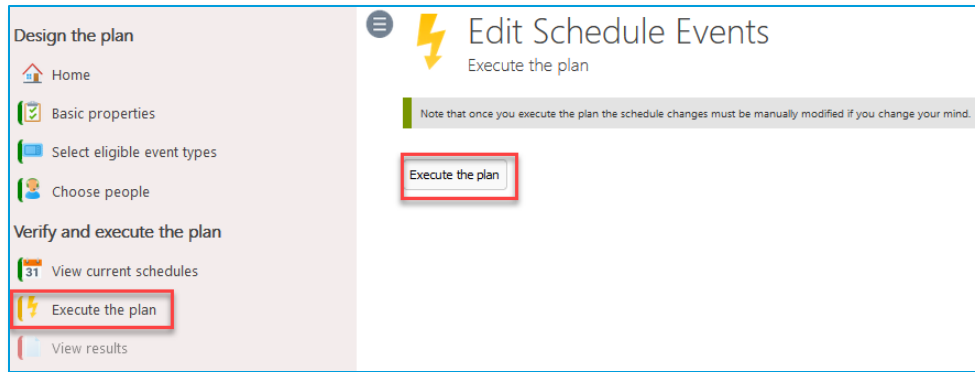 Design the plan
Home
Basic properties
Select eligible event types
Choose people
Verify and execute the plan
31 View current schedules
Execute the plan
View results
Edit Schedule Events
Execute the plan
Note that once you execute the plan the schedule changes must be manually modified if you change your mind.
Execute the plan